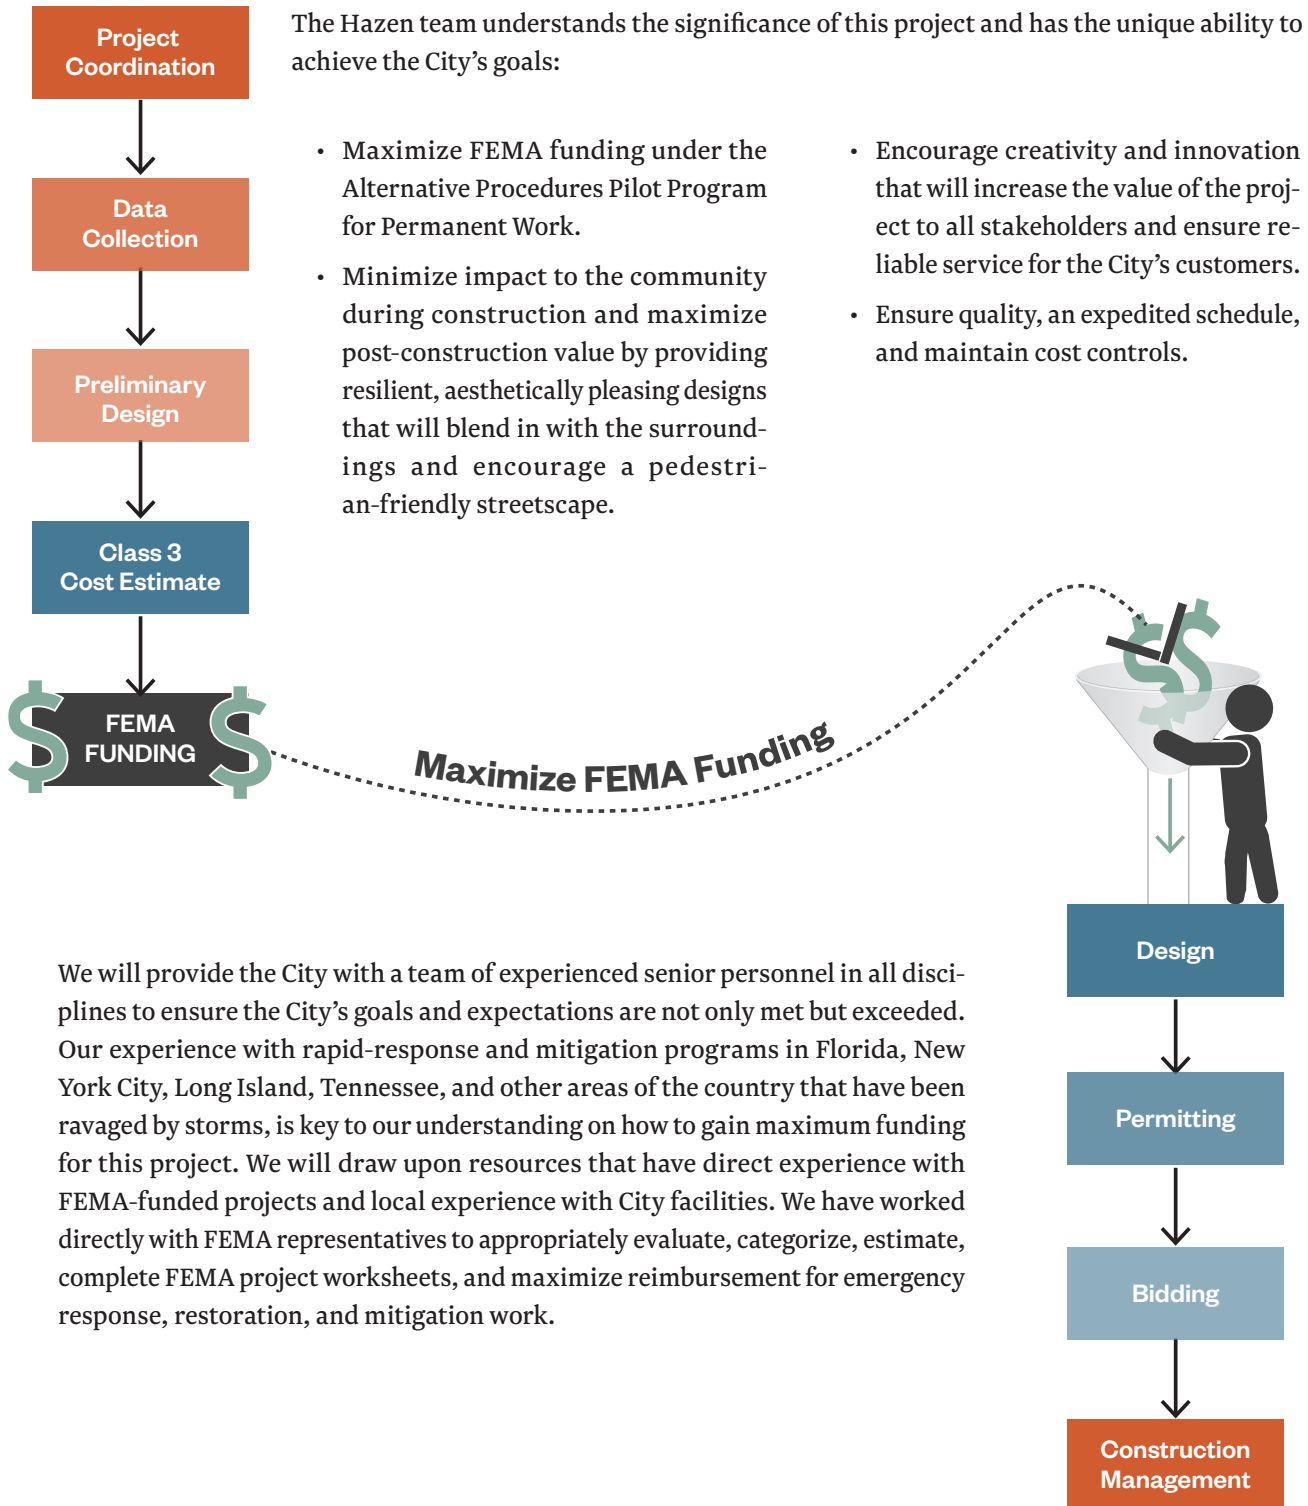 Project
Coordination
Data
Collection
Preliminary
Design
Class 3
Cost Estimate
$ FEMA $
FUNDING
The Hazen team understands the significance of this project and has the unique ability to
achieve the City’s goals:
• Maximize FEMA funding under the
Alternative Procedures Pilot Program
for Permanent Work.
• Minimize impact to the community
during construction and maximize
post-construction value by providing
resilient, aesthetically pleasing designs
that will blend in with the surround-
ings and encourage a pedestri-
an-friendly streetscape.
• Encourage creativity and innovation
that will increase the value of the proj-
ect to all stakeholders and ensure re-
liable service for the City’s customers.
• Ensure quality, an expedited schedule,
and maintain cost controls.
Maximize FEMA Funding
$ $
We will provide the City with a team of experienced senior personnel in all disci-
plines to ensure the City’s goals and expectations are not only met but exceeded.
Our experience with rapid-response and mitigation programs in Florida, New
York City, Long Island, Tennessee, and other areas of the country that have been
ravaged by storms, is key to our understanding on how to gain maximum funding
for this project. We will draw upon resources that have direct experience with
FEMA-funded projects and local experience with City facilities. We have worked
directly with FEMA representatives to appropriately evaluate, categorize, estimate,
complete FEMA project worksheets, and maximize reimbursement for emergency
response, restoration, and mitigation work.
Design
Permitting
Bidding
Construction
Management